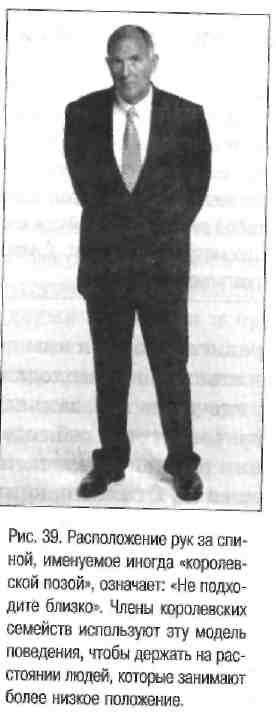 Рис. 39. Расположение рук за спи-
ной, именуемое иногда «королев-
ской позой», означает: «Не подхо-
дите близко». Члены королевских
семейств используют эту модель
поведения, чтобы держать на рас-
стоянии людей, которые занимают
более низкое положение.